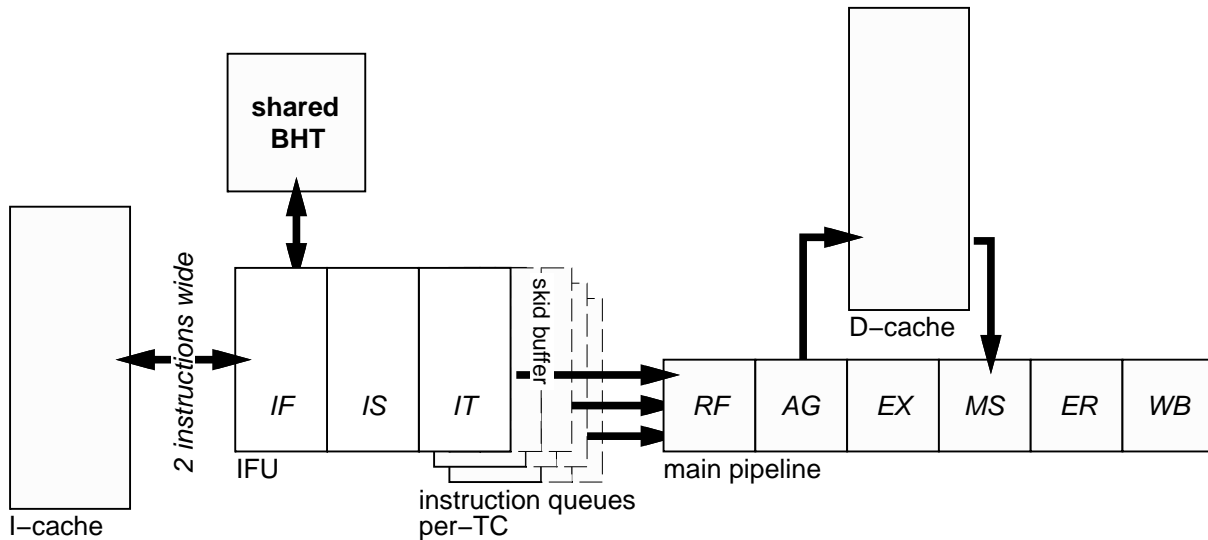 shared
BHT
2 instructions wide
skid buffer
D−cache
IF
IS
IT
RF
AG
EX
MS
ER
WB
IFU
main pipeline
instruction queues
per−TC
I−cache